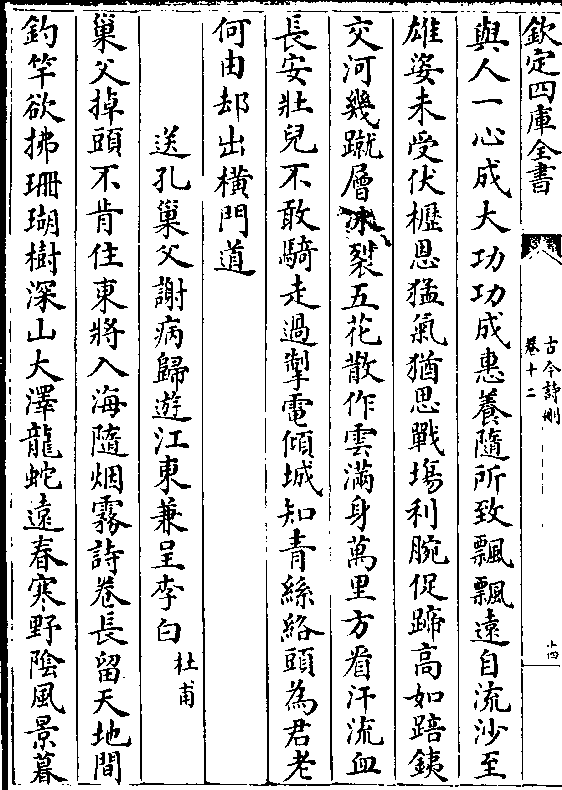 欽定四庫全書
古今詩刪
卷十二
十四
與人一心成大功功成惠養隨所致飄飄遠自流沙至
雄姿未受伏櫪恩猛氣猶思戰場利腕促蹄高如踣鐵
交河幾蹴層冰裂五花散作雲滿身萬里方看汗流血
長安壯兒不敢騎走過掣電傾城知青絲絡頭為君老
何由却出橫門道
送孔巢父謝病歸遊江東兼呈李白
杜甫
巢父掉頭不肯住東將入海隨烟霧詩卷長留天地間
釣竿欲拂珊瑚樹深山大澤龍蛇遠春寒野陰風景暮